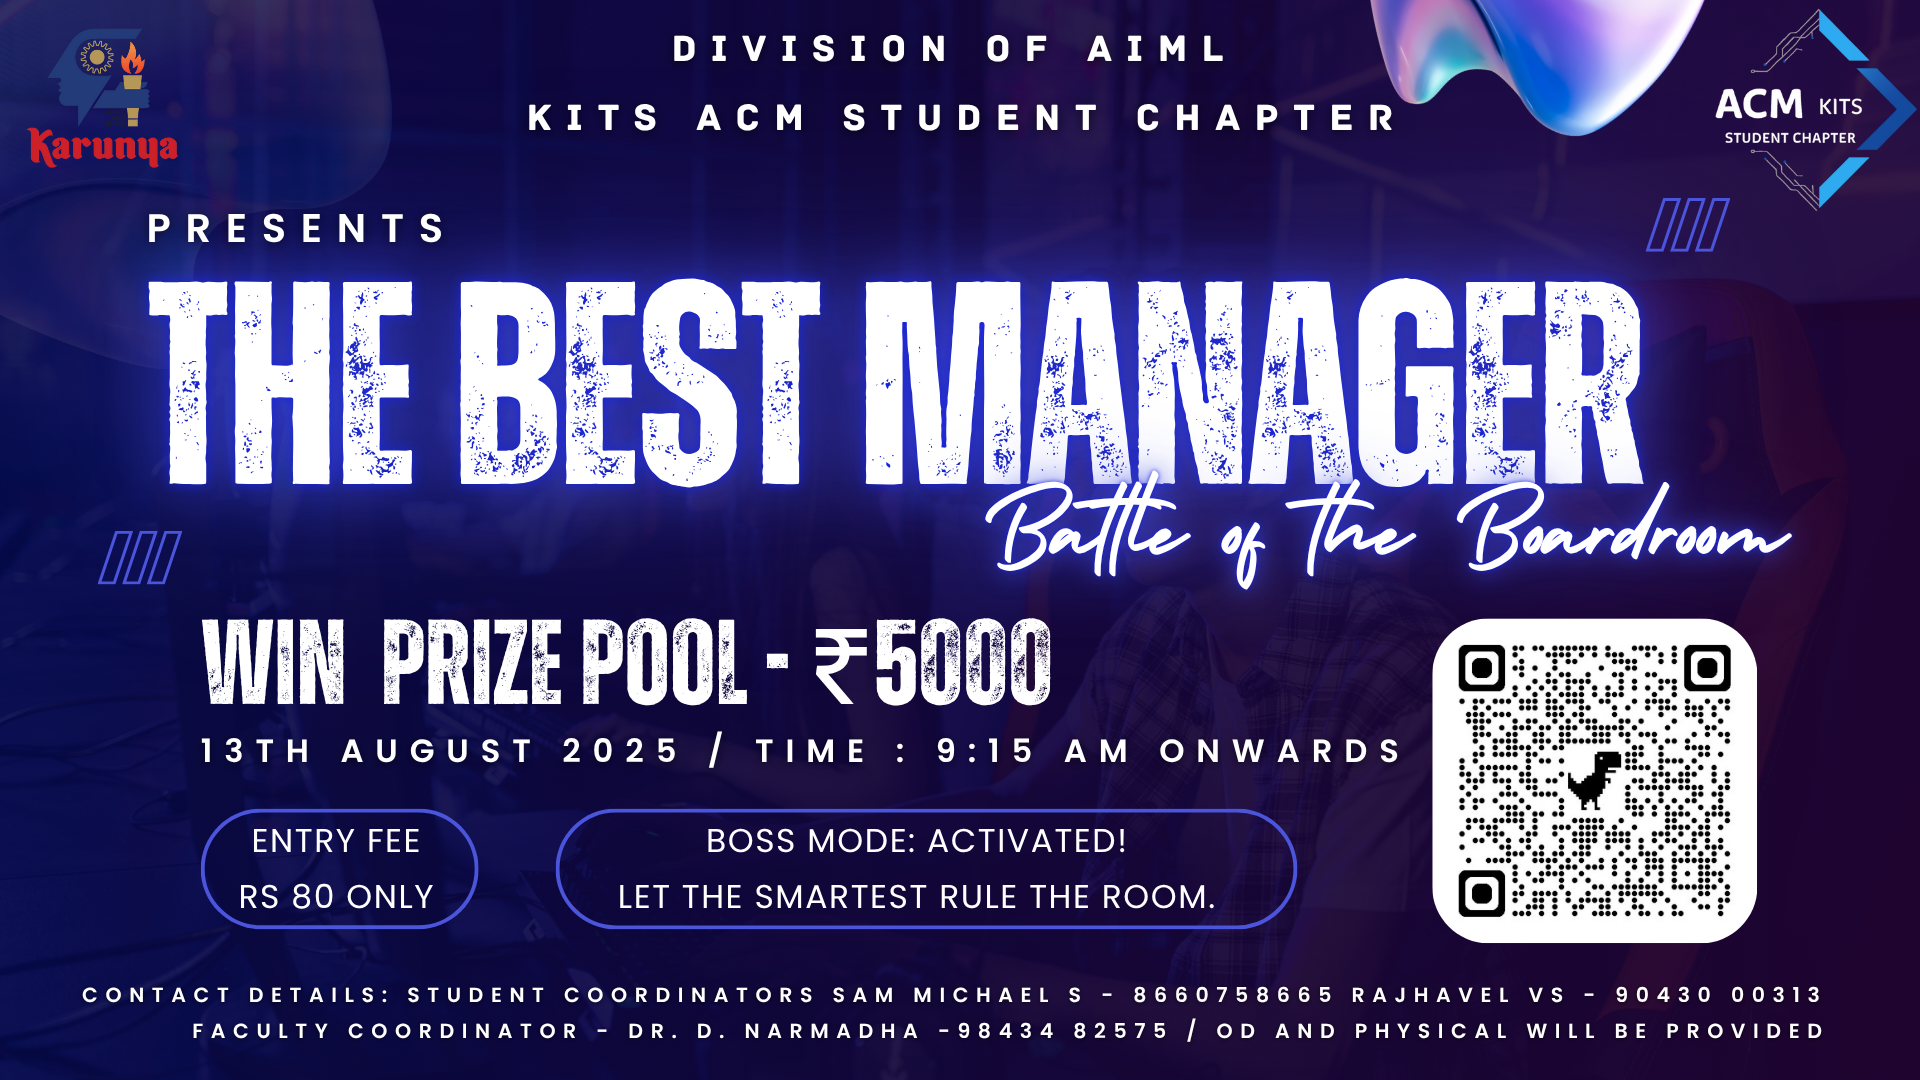 Karunya
DIVISION OF AIML
KITS ACM STUDENT CHAPTER
ACM KITS
STUDENT CHAPTER
PRESENTS
THE BEST MANAGER
Battle of the Boardroom
WIN PRIZE POOL - ₹5000
13TH AUGUST 2025 / TIME : 9:15 AM ONWARDS
ENTRY FEE
RS 80 ONLY
BOSS MODE: ACTIVATED!
LET THE SMARTEST RULE THE ROOM.
CONTACT DETAILS: STUDENT COORDINATORS SAM MICHAEL S - 8660758665 RAJHAVEL VS - 90430 00313
FACULTY COORDINATOR - DR. D. NARMADHA -98434 82575 / OD AND PHYSICAL WILL BE PROVIDED